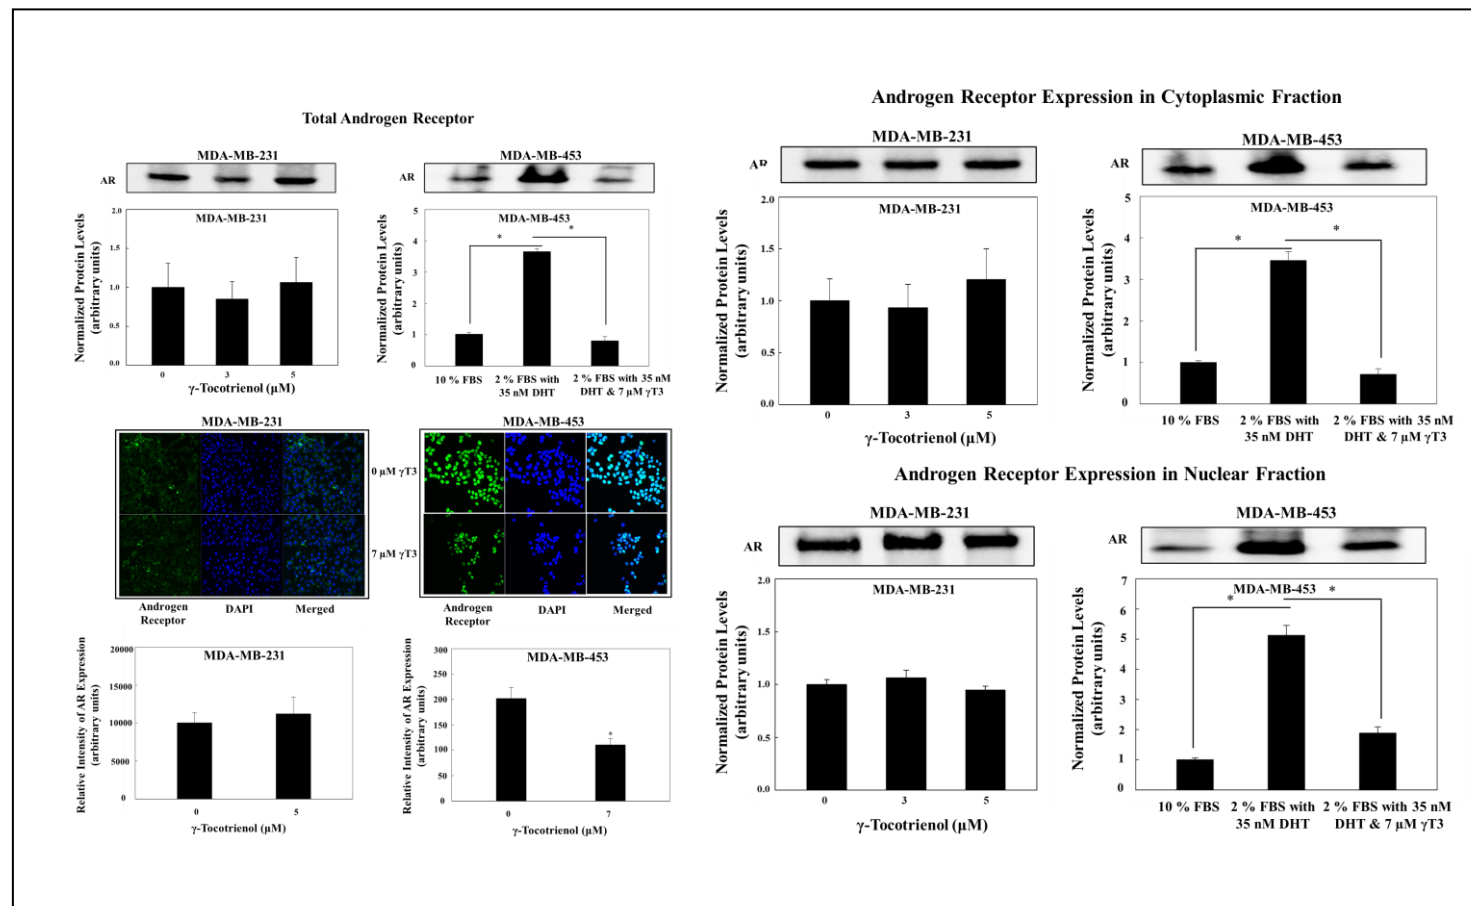 Total Androgen Receptor
MDA-MB-231
AR
MDA-MB-231
Normalized Protein Levels
(arbitrary units)
2.0
1.5
1.0
0.5
0.0
0 3 5
γ-Tocotrienol (µM)
MDA-MB-453
AR
MDA-MB-453
Normalized Protein Levels
(arbitrary units)
5
4
3
2
1
0
* *
10 % FBS
2 % FBS with
35 nM DHT
2 % FBS with 35 nM
DHT & 7 µM γT3
MDA-MB-231
MDA-MB-453
0 µM γT3
7 µM γT3
Androgen
Receptor
DAPI
Merged
Androgen
Receptor
DAPI
Merged
MDA-MB-231
Relative Intensity of AR Expression
(arbitrary units)
20000
15000
10000
5000
0
0 5
γ-Tocotrienol (µM)
MDA-MB-453
Relative Intensity of AR Expression
(arbitrary units)
300
250
200
150
100
50
0
*
0 7
γ-Tocotrienol (µM)
Androgen Receptor Expression in Cytoplasmic Fraction
MDA-MB-231
AR
MDA-MB-231
Normalized Protein Levels
(arbitrary units)
2.0
1.5
1.0
0.5
0.0
0 3 5
γ-Tocotrienol (µM)
MDA-MB-453
AR
MDA-MB-453
Normalized Protein Levels
(arbitrary units)
5
4
3
2
1
0
* *
10 % FBS
2 % FBS with
35 nM DHT
2 % FBS with 35 nM
DHT & 7 µM γT3
Androgen Receptor Expression in Nuclear Fraction
MDA-MB-231
AR
MDA-MB-231
Normalized Protein Levels
(arbitrary units)
2.0
1.5
1.0
0.5
0.0
0 3 5
γ-Tocotrienol (µM)
MDA-MB-453
AR
MDA-MB-453
Normalized Protein Levels
(arbitrary units)
7
6
5
4
3
2
1
0
* *
10 % FBS
2 % FBS with
35 nM DHT
2 % FBS with 35 nM
DHT & 7 µM γT3